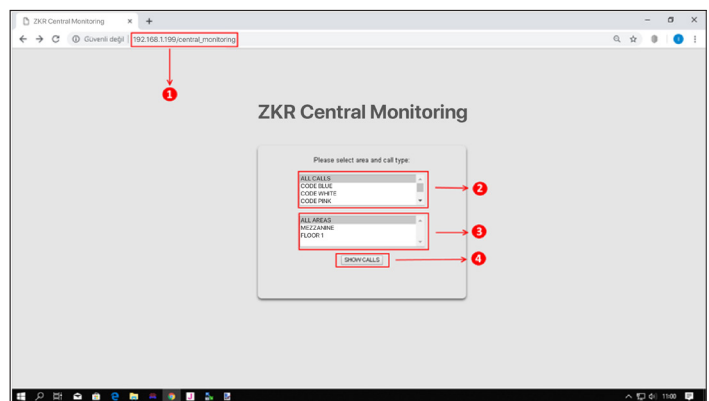 ZKR Central Monitoring
Güvenli değil
192.168.1.199/central_monitoring
1
ZKR Central Monitoring
Please select area and call type:
ALL CALLS
CODE BLUE
CODE WHITE
CODE PINK
2
ALL AREAS
MEZZANINE
FLOOR 1
3
SHOW CALLS
4
11:00